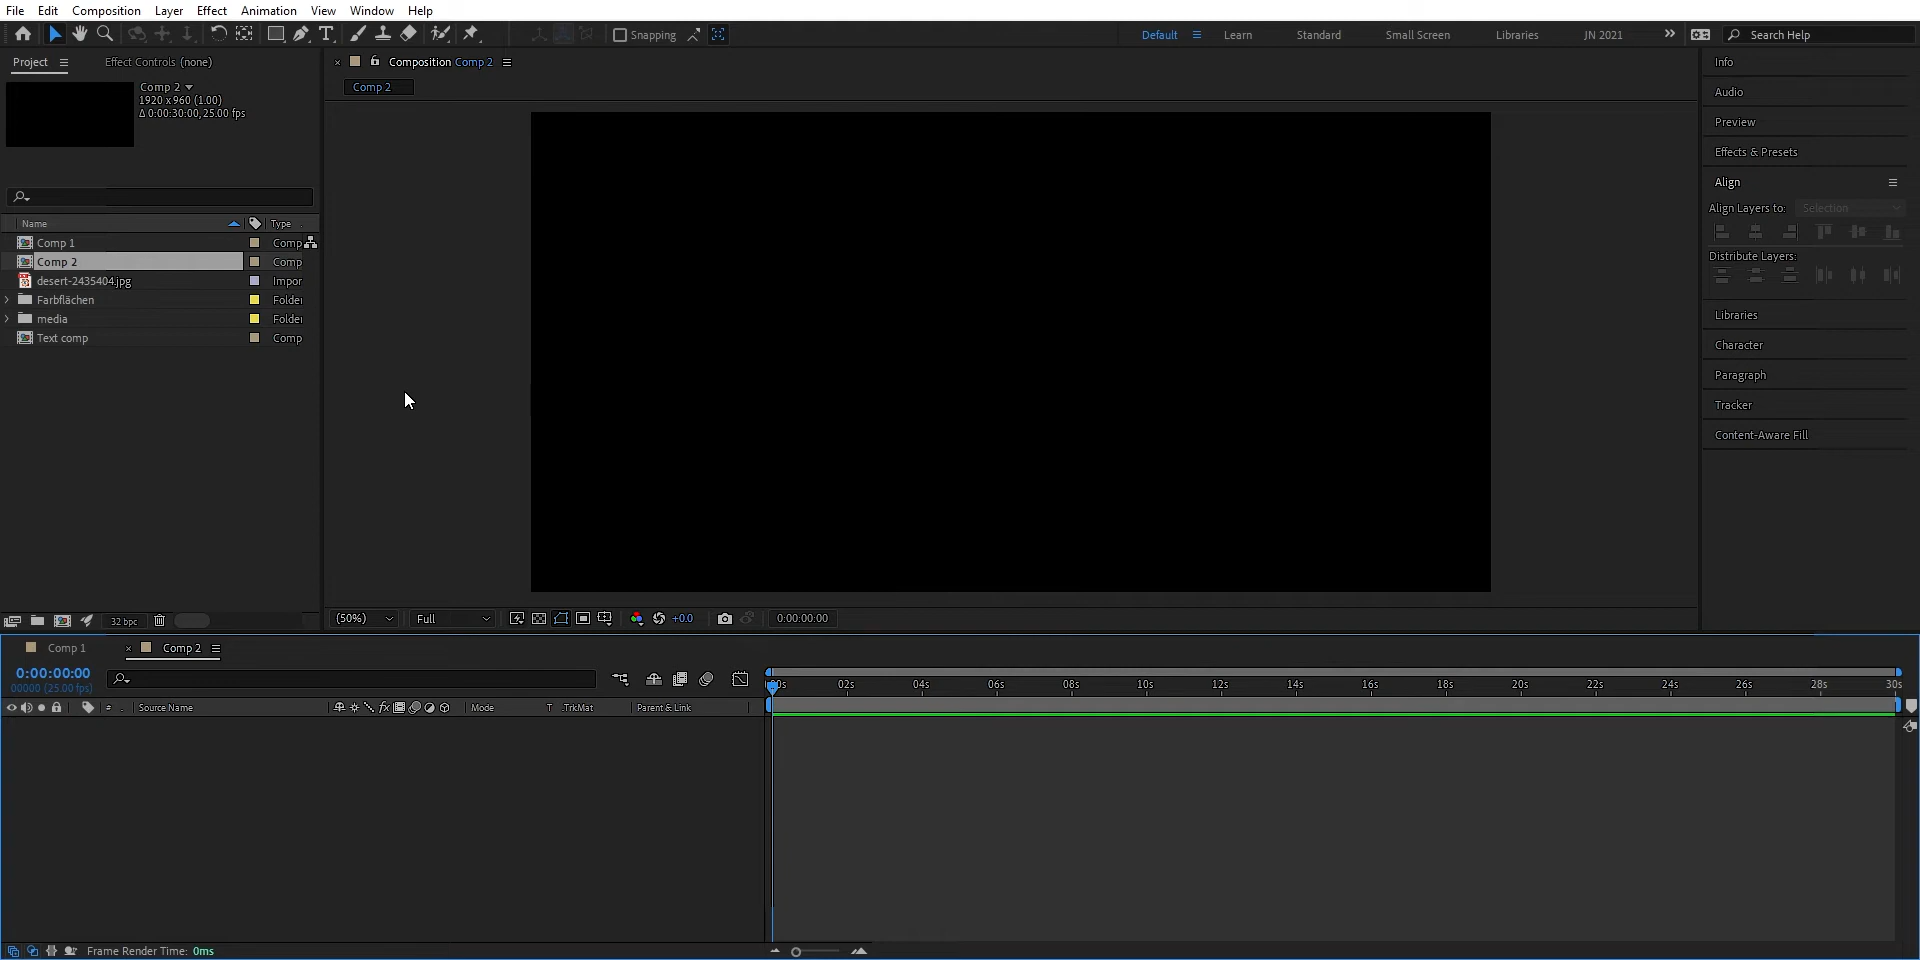 File Edit Composition Layer Effect Animation View Window Help
Snapping
Default Learn Standard Small Screen Libraries JN 2021 Search Help
Project Effect Controls (none)
Comp 2
1920 x 960 (1.00)
Δ 0:00:30:00, 25.00 fps
Name Type
Comp 1 Comp
Comp 2 Comp
desert-2435404.jpg Impor
Farbflächen Folder
media Folder
Text comp Comp
32 bpc
Composition Comp 2
Comp 2
(50%) Full +0.0 0:00:00:00
Info
Audio
Preview
Effects & Presets
Align
Align Layers to: Selection
Distribute Layers:
Libraries
Character
Paragraph
Tracker
Content-Aware Fill
Comp 1 Comp 2
0:00:00:00
00000 (25.00 fps)
00s 02s 04s 06s 08s 10s 12s 14s 16s 18s 20s 22s 24s 26s 28s 30s
# . Source Name fx Mode T .TrkMat Parent & Link
Frame Render Time: 0ms